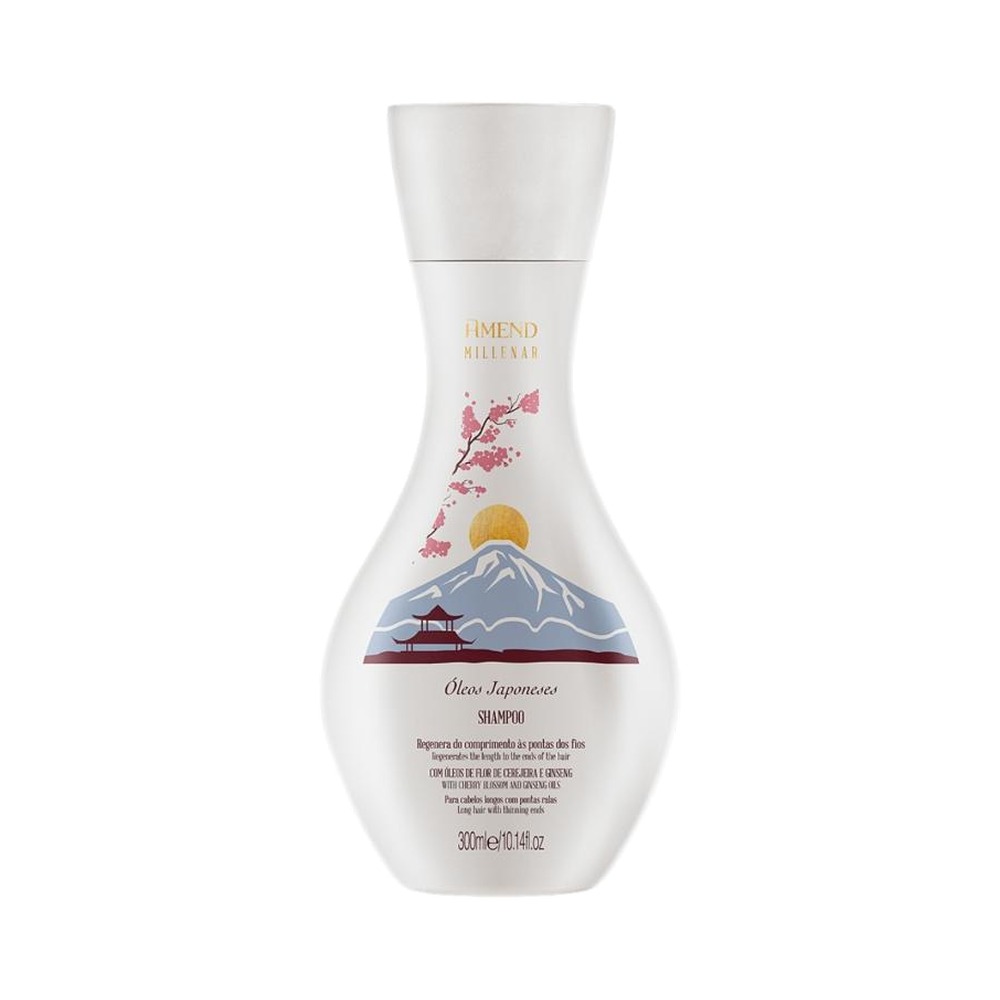 AMEND
MILLENAR
Óleos Japoneses
SHAMPOO
Regenera do comprimento às pontas dos fios
Regenerates the length to the ends of the hair
COM ÓLEOS DE FLOR DE CEREJEIRA E GINSENG
WITH CHERRY BLOSSOM AND GINSENG OILS
Para cabelos longos com pontas ralas
Long hair with thinning ends
300ml℮/10.14fl.oz